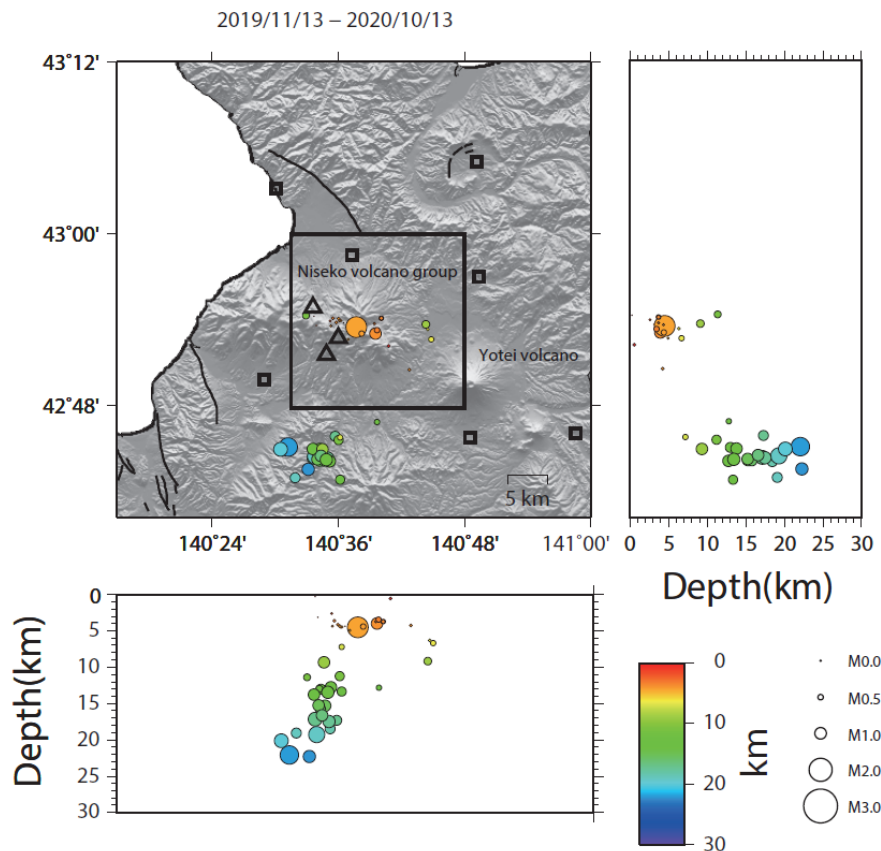 2019/11/13 – 2020/10/13
43°12'
43°00'
42°48'
Niseko volcano group
Yotei volcano
5 km
140°24'
140°36'
140°48'
141°00'
0
5
10
15
20
25
30
Depth(km)
0
5
10
15
20
25
30
Depth(km)
0
10
20
30
km
M0.0
M0.5
M1.0
M2.0
M3.0